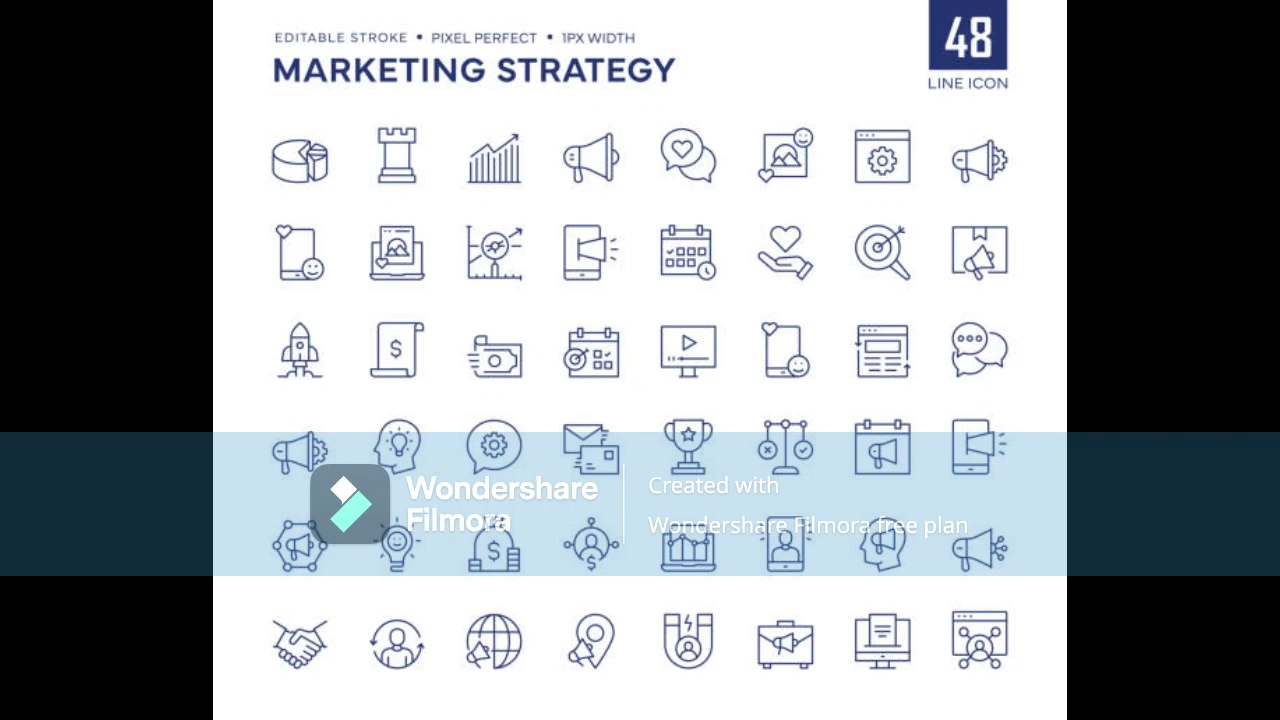 EDITABLE STROKE • PIXEL PERFECT • 1PX WIDTH
MARKETING STRATEGY
48
LINE ICON
$
Wondershare
Filmora
Created with
Wondershare Filmora free plan
$
$